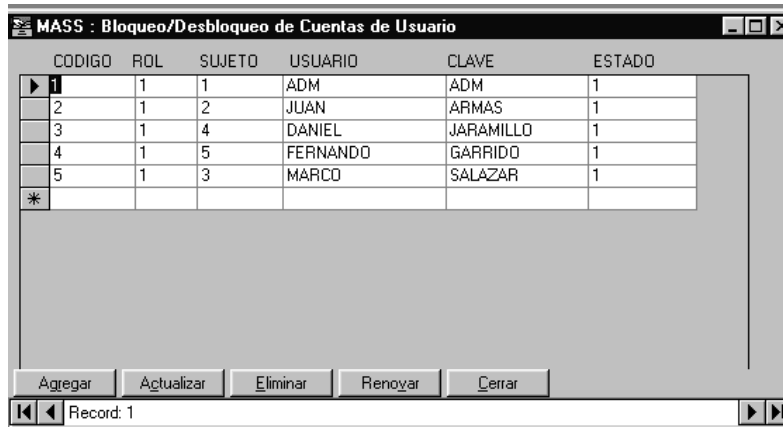 MASS : Bloqueo/Desbloqueo de Cuentas de Usuario
CODIGO ROL SUJETO USUARIO CLAVE ESTADO
1 1 1 ADM ADM 1
2 1 2 JUAN ARMAS 1
3 1 4 DANIEL JARAMILLO 1
4 1 5 FERNANDO GARRIDO 1
5 1 3 MARCO SALAZAR 1
Agregar Actualizar Eliminar Renovar Cerrar
Record: 1